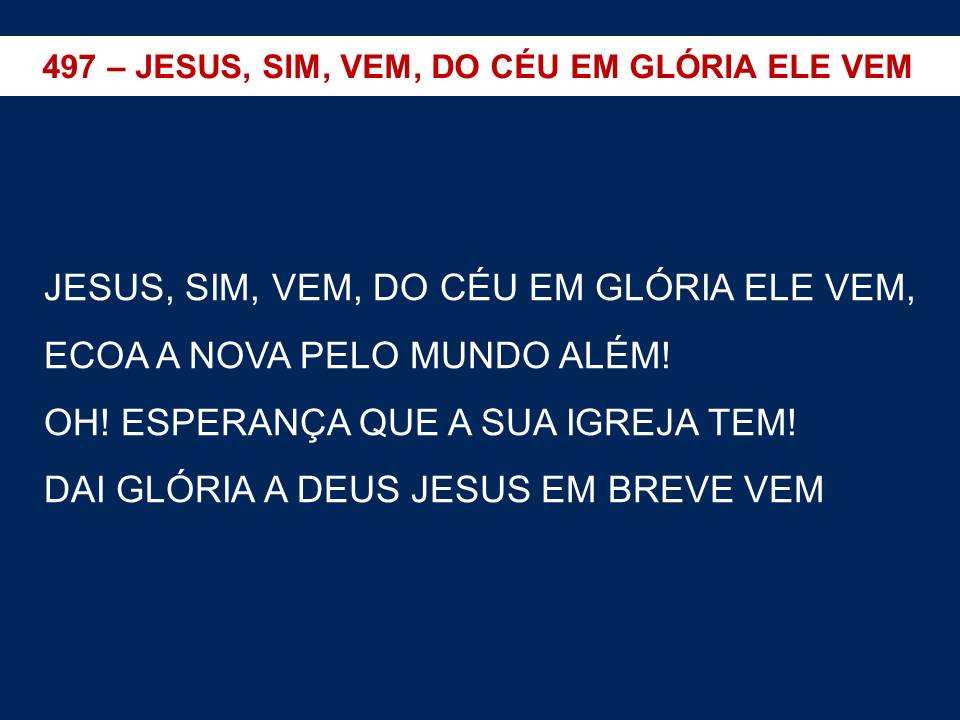 497 – JESUS, SIM, VEM, DO CÉU EM GLÓRIA ELE VEM
JESUS, SIM, VEM, DO CÉU EM GLÓRIA ELE VEM,
ECOA A NOVA PELO MUNDO ALÉM!
OH! ESPERANÇA QUE A SUA IGREJA TEM!
DAI GLÓRIA A DEUS JESUS EM BREVE VEM